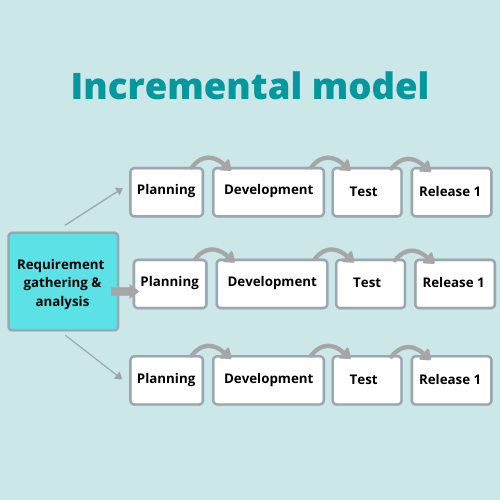 Incremental model
Planning
Development
Test
Release 1
Requirement
gathering &
analysis
Planning
Development
Test
Release 1
Planning
Development
Test
Release 1